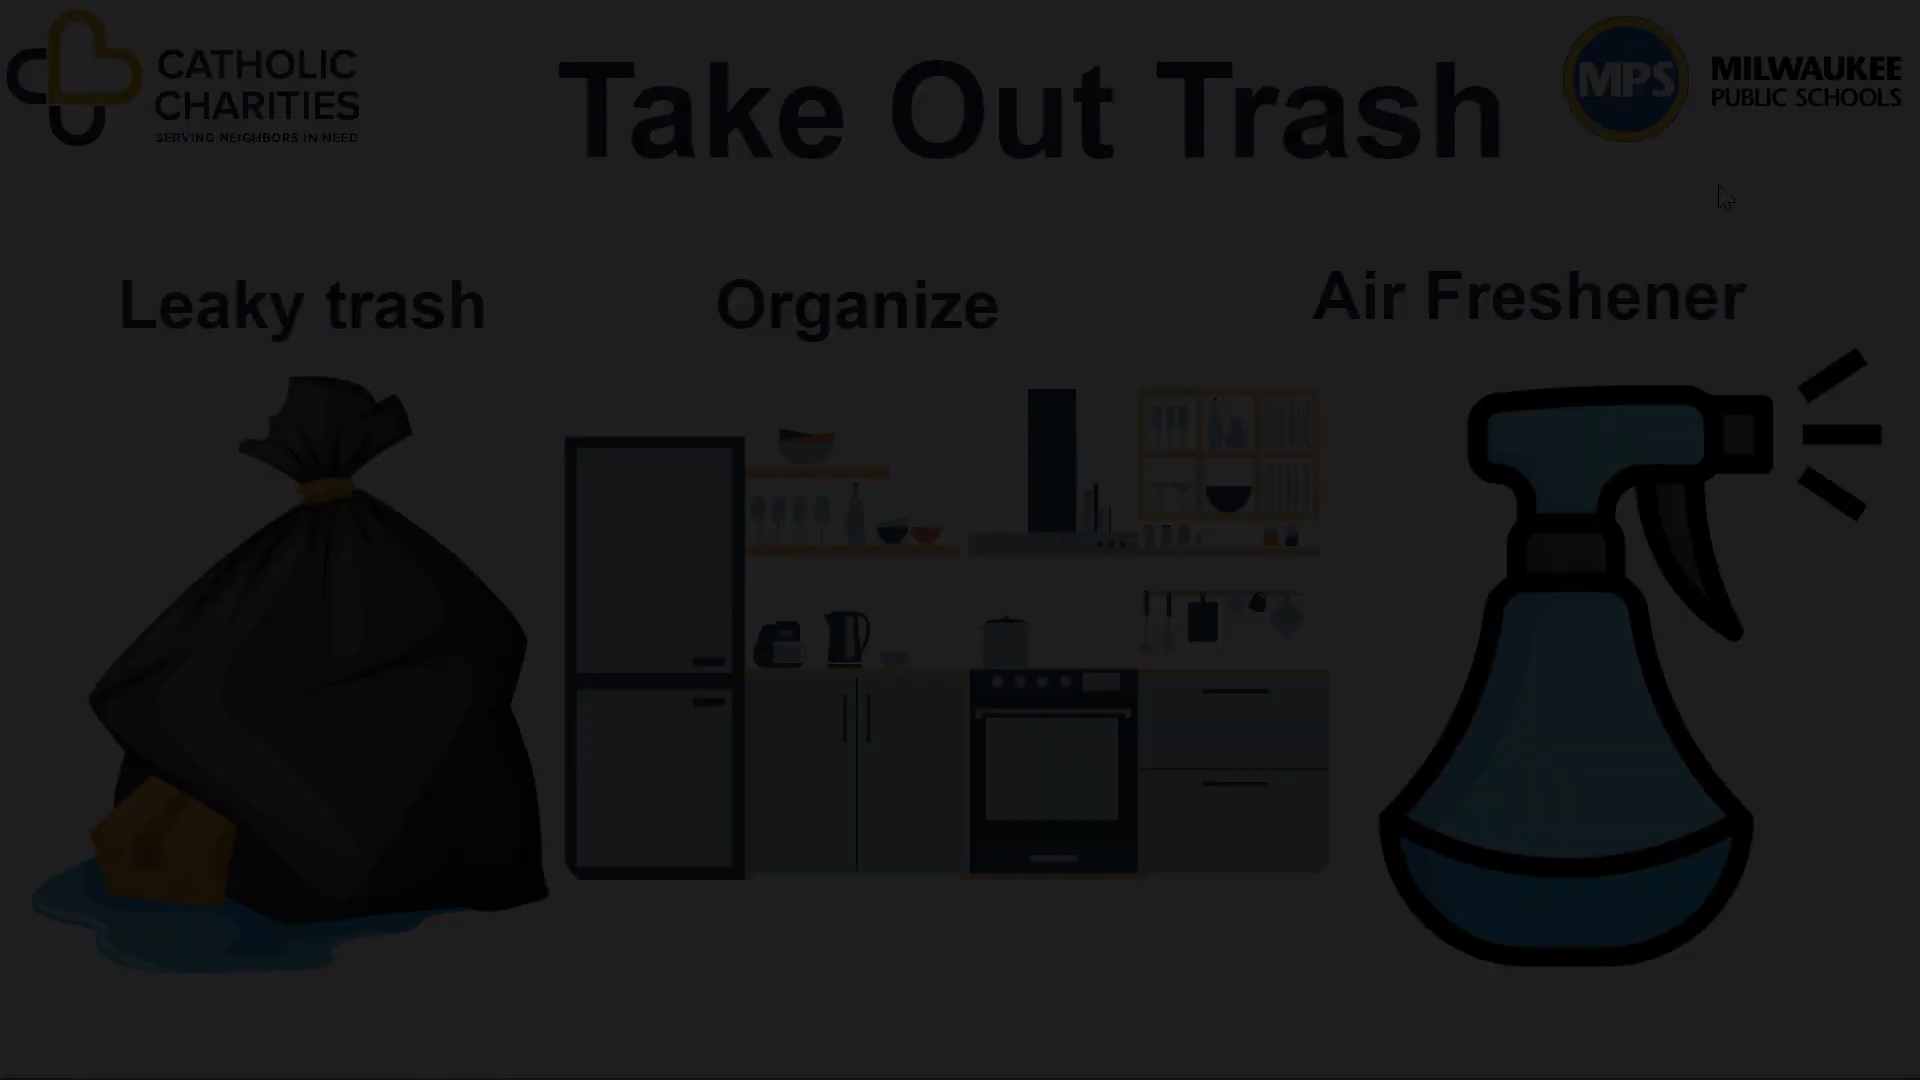 CATHOLIC
CHARITIES
SERVING NEIGHBORS IN NEED
Take Out Trash
MPS
MILWAUKEE
PUBLIC SCHOOLS
Leaky trash
Organize
Air Freshener